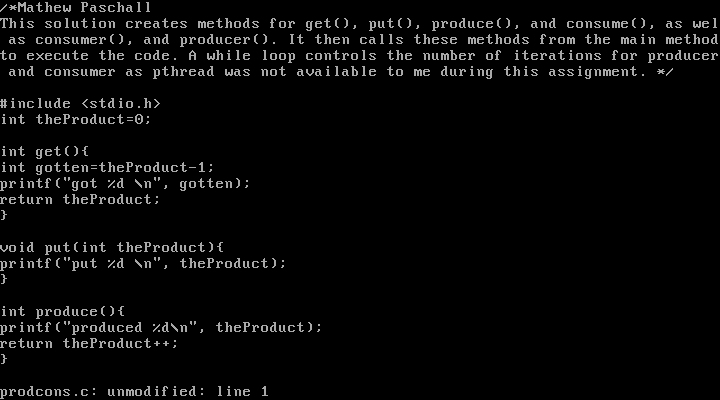 /*Mathew Paschall
This solution creates methods for get(), put(), produce(), and consume(), as wel
 as consumer(), and producer(). It then calls these methods from the main method
to execute the code. A while loop controls the number of iterations for producer
 and consumer as pthread was not available to me during this assignment. */
#include <stdio.h>
int theProduct=0;
int get(){
int gotten=theProduct-1;
printf("got %d \n", gotten);
return theProduct;
}
void put(int theProduct){
printf("put %d \n", theProduct);
}
int produce(){
printf("produced %d\n", theProduct);
return theProduct++;
}
prodcons.c: unmodified: line 1